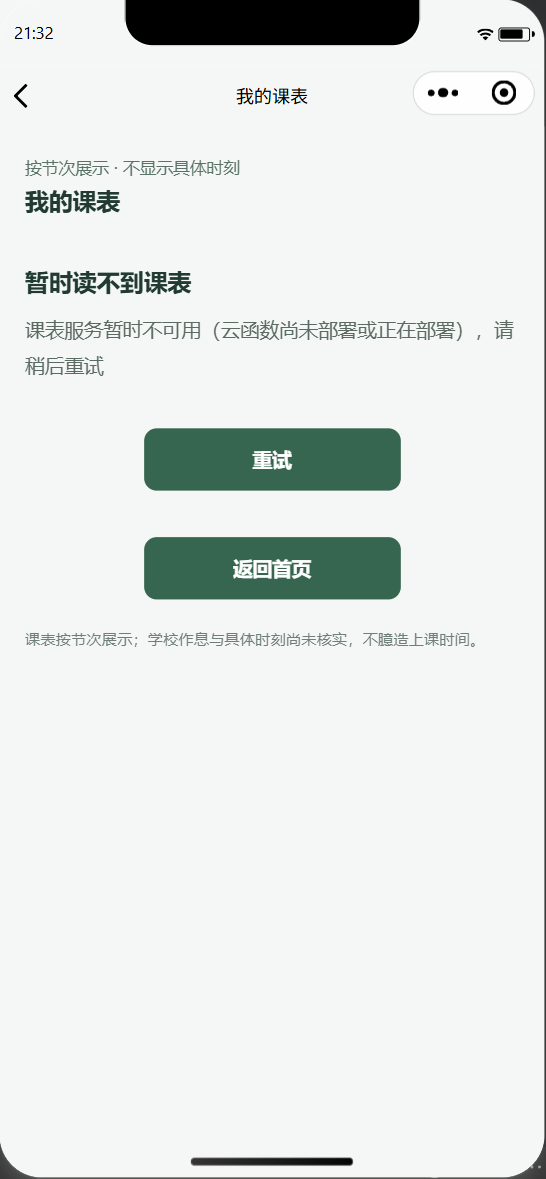 21:32
我的课表
按节次展示 · 不显示具体时刻
我的课表
暂时读不到课表
课表服务暂时不可用（云函数尚未部署或正在部署），请
稍后重试
重试
返回首页
课表按节次展示；学校作息与具体时刻尚未核实，不臆造上课时间。